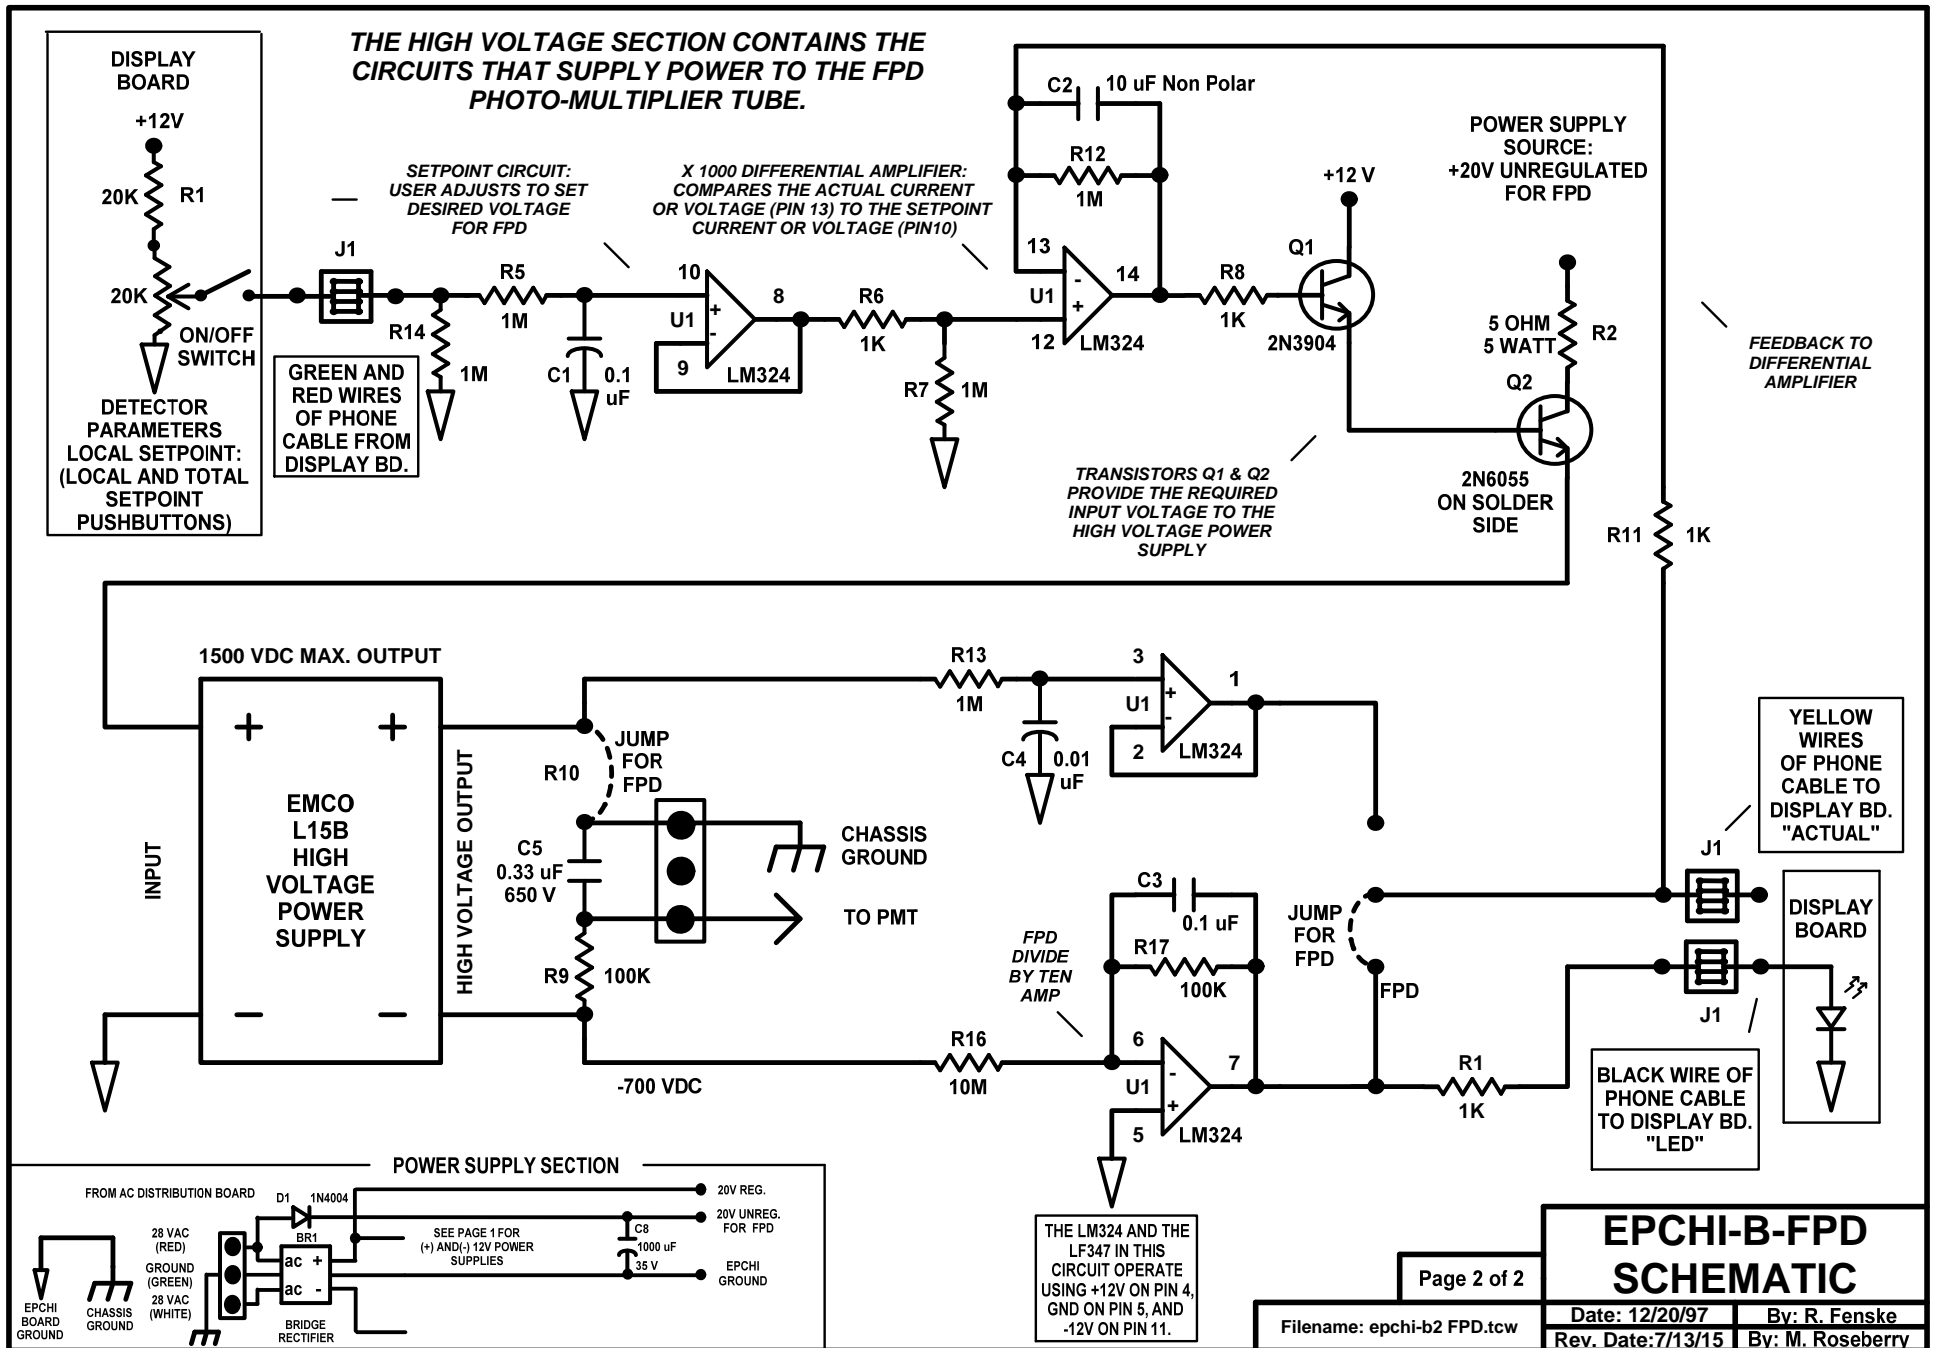 THE HIGH VOLTAGE SECTION CONTAINS THE
CIRCUITS THAT SUPPLY POWER TO THE FPD
PHOTO-MULTIPLIER TUBE.
DISPLAY
BOARD
+12V
20K
R1
20K
ON/OFF
SWITCH
DETECTOR
PARAMETERS
LOCAL SETPOINT:
(LOCAL AND TOTAL
SETPOINT
PUSHBUTTONS)
J1
GREEN AND
RED WIRES
OF PHONE
CABLE FROM
DISPLAY BD.
SETPOINT CIRCUIT:
USER ADJUSTS TO SET
DESIRED VOLTAGE
FOR FPD
R14
1M
R5
1M
C1
0.1
uF
10
U1
+
-
9
8
LM324
R6
1K
R7
1M
X 1000 DIFFERENTIAL AMPLIFIER:
COMPARES THE ACTUAL CURRENT
OR VOLTAGE (PIN 13) TO THE SETPOINT
CURRENT OR VOLTAGE (PIN10)
C2
10 uF Non Polar
R12
1M
13
U1
-
+
12
14
LM324
R8
1K
+12 V
Q1
2N3904
POWER SUPPLY
SOURCE:
+20V UNREGULATED
FOR FPD
5 OHM
5 WATT
R2
Q2
2N6055
ON SOLDER
SIDE
TRANSISTORS Q1 & Q2
PROVIDE THE REQUIRED
INPUT VOLTAGE TO THE
HIGH VOLTAGE POWER
SUPPLY
FEEDBACK TO
DIFFERENTIAL
AMPLIFIER
R11
1K
1500 VDC MAX. OUTPUT
+
+
EMCO
L15B
HIGH
VOLTAGE
POWER
SUPPLY
-
-
INPUT
HIGH VOLTAGE OUTPUT
R10
JUMP
FOR
FPD
C5
0.33 uF
650 V
R9
100K
CHASSIS
GROUND
TO PMT
-700 VDC
R13
1M
C4
0.01
uF
3
U1
+
-
2
1
LM324
C3
0.1 uF
R17
100K
FPD
DIVIDE
BY TEN
AMP
R16
10M
6
U1
-
+
5
7
LM324
JUMP
FOR
FPD
FPD
R1
1K
YELLOW
WIRES
OF PHONE
CABLE TO
DISPLAY BD.
"ACTUAL"
J1
J1
DISPLAY
BOARD
BLACK WIRE OF
PHONE CABLE
TO DISPLAY BD.
"LED"
THE LM324 AND THE
LF347 IN THIS
CIRCUIT OPERATE
USING +12V ON PIN 4,
GND ON PIN 5, AND
-12V ON PIN 11.
POWER SUPPLY SECTION
FROM AC DISTRIBUTION BOARD
D1
1N4004
28 VAC
(RED)
GROUND
(GREEN)
28 VAC
(WHITE)
BR1
ac +
ac -
BRIDGE
RECTIFIER
EPCHI
BOARD
GROUND
CHASSIS
GROUND
SEE PAGE 1 FOR
(+) AND(-) 12V POWER
SUPPLIES
C8
1000 uF
35 V
20V REG.
20V UNREG.
FOR FPD
EPCHI
GROUND
Page 2 of 2
EPCHI-B-FPD
SCHEMATIC
Filename: epchi-b2 FPD.tcw
Date: 12/20/97
By: R. Fenske
Rev. Date:7/13/15
By: M. Roseberry